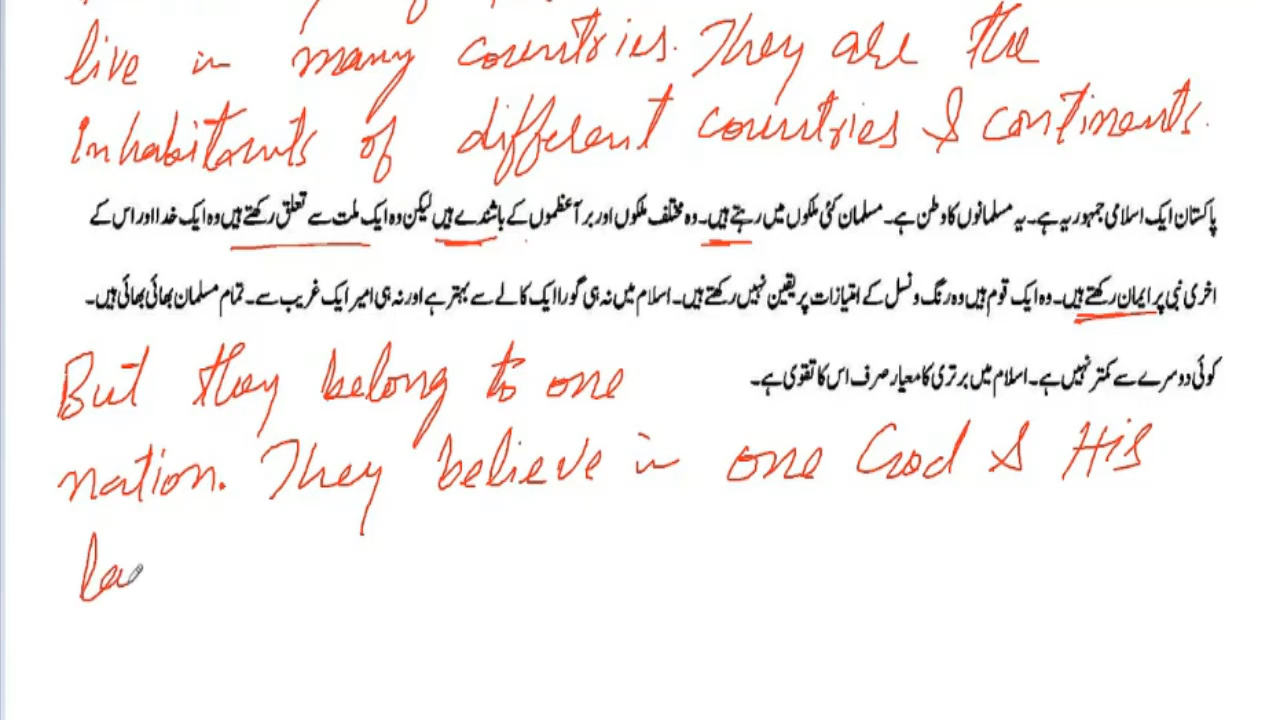 live in many countries. They are the
Inhabitants of different countries & continents.
پاکستان ایک اسلامی جمہوریہ ہے۔ یہ مسلمانوں کا وطن ہے۔ مسلمان کئی ملکوں میں رہتے ہیں۔ وہ مختلف ملکوں اور بر آعظموں کے باشندے ہیں لیکن وہ ایک ملت سے تعلق رکھتے ہیں وہ ایک خدا اور اس کے
اخری نبی پر ایمان رکھتے ہیں۔ وہ ایک قوم ہیں وہ رنگ و نسل کے امتیازات پر یقین نہیں رکھتے ہیں۔ اسلام میں نہ ہی گورا ایک کالے سے بہتر ہے اور نہ ہی امیر ایک غریب سے۔ تمام مسلمان بھائی بھائی ہیں۔
کوئی دوسرے سے کمتر نہیں ہے۔ اسلام میں برتری کا معیار صرف اس کا تقوی ہے۔
But they belong to one
nation. They believe in one God & His
la